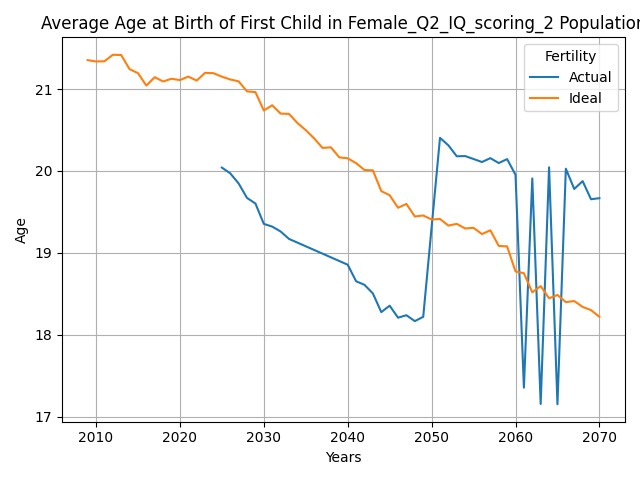 Average Age at Birth of First Child in Female_Q2_IQ_scoring_2 Population
Fertility
Actual
Ideal
21
20
19
18
17
Age
2010 2020 2030 2040 2050 2060 2070
Years